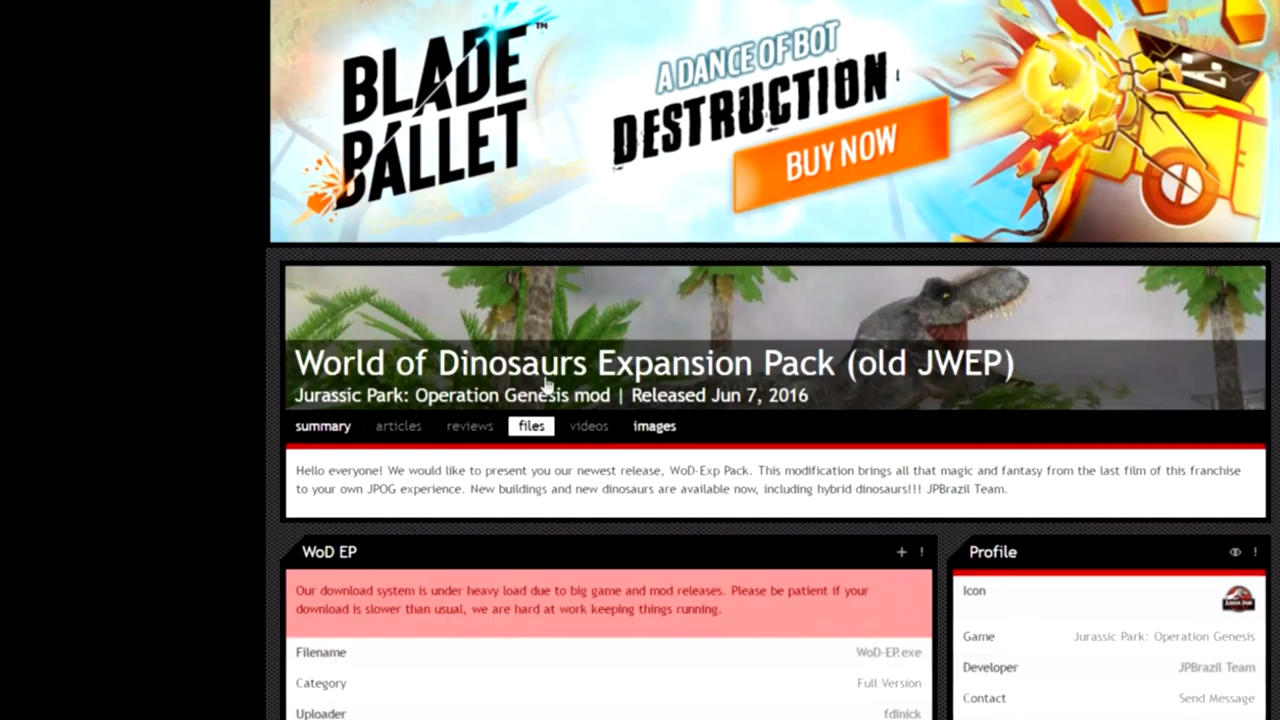 BLADE BALLET™
A DANCE OF BOT
DESTRUCTION
BUY NOW
World of Dinosaurs Expansion Pack (old JWEP)
Jurassic Park: Operation Genesis mod | Released Jun 7, 2016
summary articles reviews files videos images
Hello everyone! We would like to present you our newest release, WoD-Exp Pack. This modification brings all that magic and fantasy from the last film of this franchise
to your own JPOG experience. New buildings and new dinosaurs are available now, including hybrid dinosaurs!!! JPBrazil Team.
WoD EP + !
Our download system is under heavy load due to big game and mod releases. Please be patient if your
download is slower than usual, we are hard at work keeping things running.
Filename WoD-EP.exe
Category Full Version
Uploader fdinick
Profile !
Icon
Game Jurassic Park: Operation Genesis
Developer JPBrazil Team
Contact Send Message